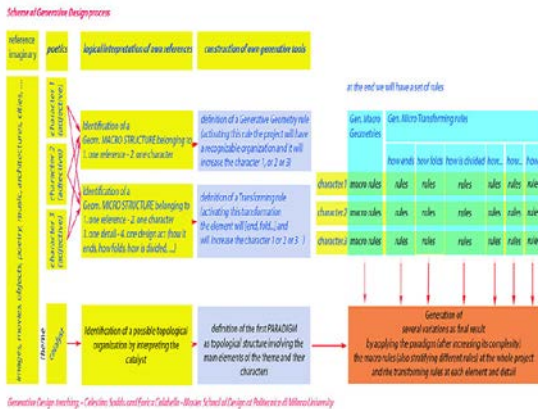 Scheme of Generative Design process
reference
imaginary
poetics
logical interpretation of own references
construction of own generative tools
images, movies, objects, poetry, music, architectures, cities, ....
character 1
(adjective)
character 2
(adjective)
character 3
(adjective)
theme
catalyst
Identification of a
Geom. MACRO STRUCTURE belonging to
1. one reference - 2. one character
Identification of a
Geom. MICRO STRUCTURE belonging to
1. one reference - 2. one character
3. one detail - 4. one design act (how it
ends, how folds, how is divided, ...)
Identification of a possible topological
organization by interpreting the
catalyst
definition of a Generative Geometry rule
(activating this rule the project will have
a recognizable organization and it will
increase the character 1, or 2 or 3)
definition of a Transforming rule
(activating this transformation
the element will [end, fold...] and
will increase the character 1 or 2 or 3 )
definition of the first PARADIGM
as topological structure involving the
main elements of the theme and their
characters
at the end we will have a set of rules
Gen. Macro
Geometries
Gen. Micro Transforming rules
how ends
how folds
how is divided
how...
how...
how
character 1
macro rules
rules
rules
rules
rules
rules
rules
character 2
macro rules
rules
rules
rules
rules
rules
rules
character 3
macro rules
rules
rules
rules
rules
rules
rules
Generation of
several variations as final result
by applying the paradigm (after increasing its complexity)
the macro rules (also stratifying different rules) at the whole project
and the transforming rules at each element and detail
Generative Design teaching - Celestino Soddu and Enrica Colabella - Master School of Design at Politecnico di Milano University